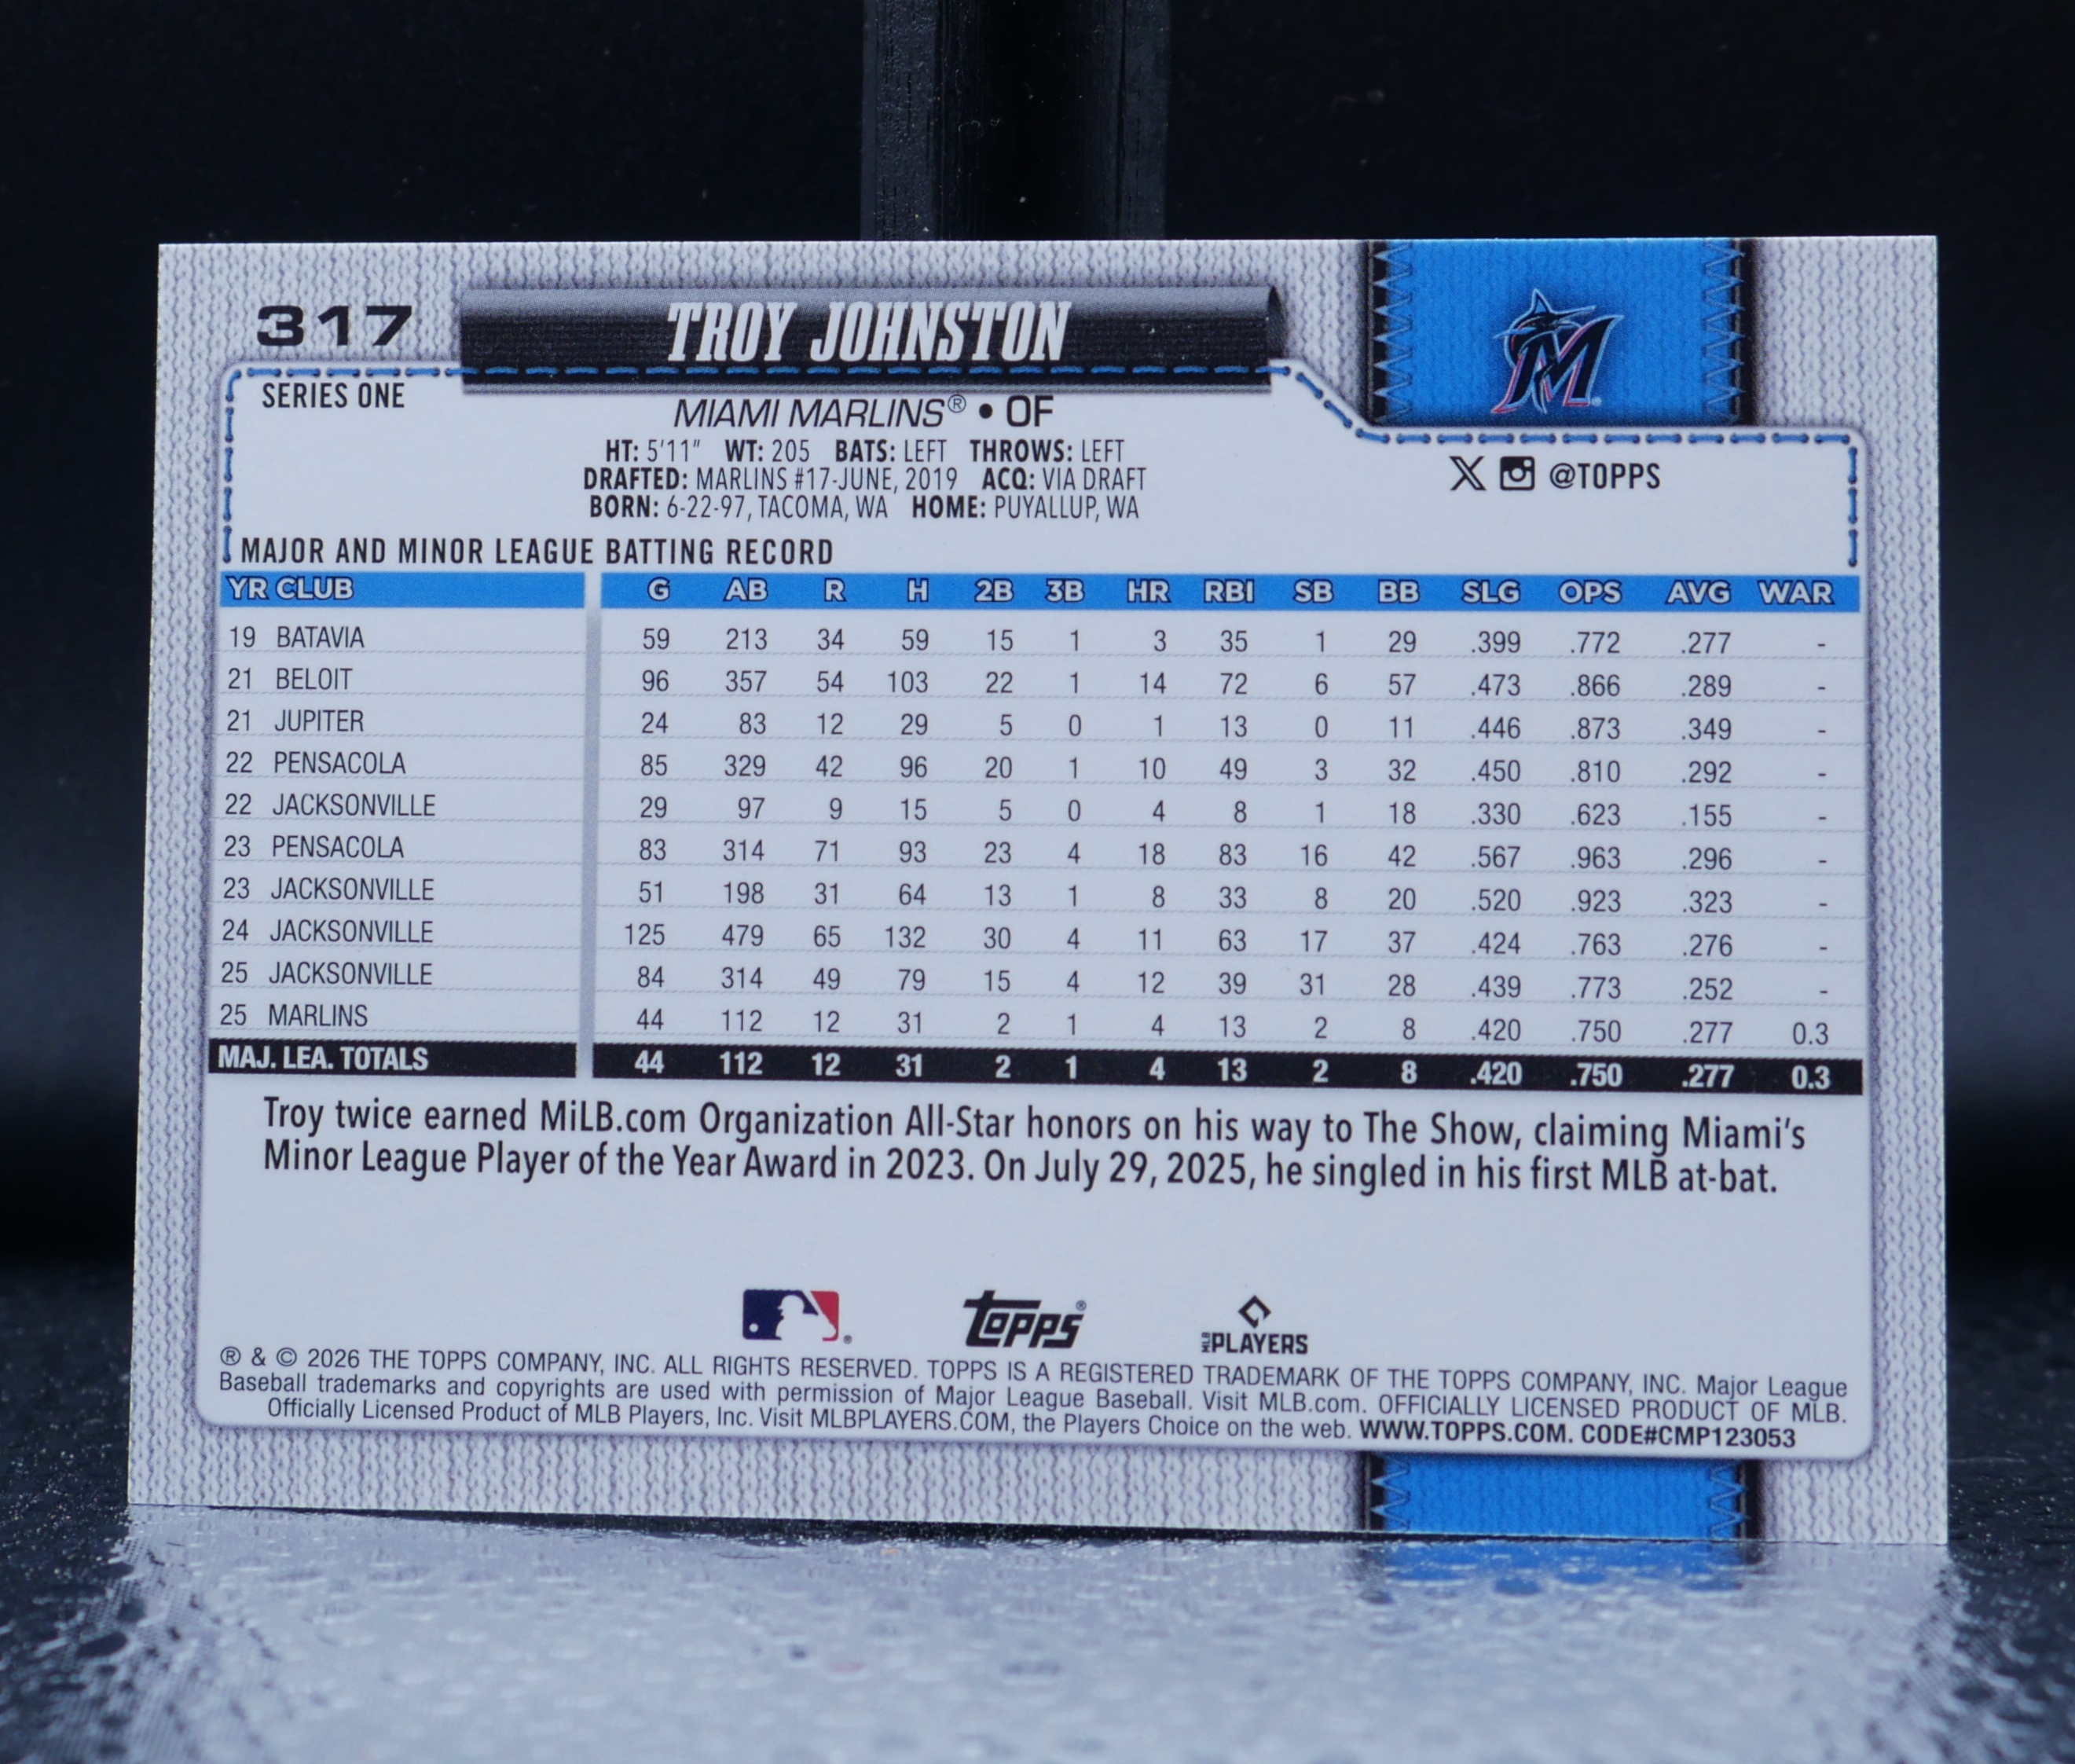 317 TROY JOHNSTON
SERIES ONE
MIAMI MARLINS® • OF
HT: 5'11" WT: 205 BATS: LEFT THROWS: LEFT
DRAFTED: MARLINS #17-JUNE, 2019 ACQ: VIA DRAFT
BORN: 6-22-97, TACOMA, WA HOME: PUYALLUP, WA
M
@TOPPS
MAJOR AND MINOR LEAGUE BATTING RECORD
YR CLUB G AB R H 2B 3B HR RBI SB BB SLG OPS AVG WAR
19 BATAVIA 59 213 34 59 15 1 3 35 1 29 .399 .772 .277 -
21 BELOIT 96 357 54 103 22 1 14 72 6 57 .473 .866 .289 -
21 JUPITER 24 83 12 29 5 0 1 13 0 11 .446 .873 .349 -
22 PENSACOLA 85 329 42 96 20 1 10 49 3 32 .450 .810 .292 -
22 JACKSONVILLE 29 97 9 15 5 0 4 8 1 18 .330 .623 .155 -
23 PENSACOLA 83 314 71 93 23 4 18 83 16 42 .567 .963 .296 -
23 JACKSONVILLE 51 198 31 64 13 1 8 33 8 20 .520 .923 .323 -
24 JACKSONVILLE 125 479 65 132 30 4 11 63 17 37 .424 .763 .276 -
25 JACKSONVILLE 84 314 49 79 15 4 12 39 31 28 .439 .773 .252 -
25 MARLINS 44 112 12 31 2 1 4 13 2 8 .420 .750 .277 0.3
MAJ. LEA. TOTALS 44 112 12 31 2 1 4 13 2 8 .420 .750 .277 0.3
Troy twice earned MiLB.com Organization All-Star honors on his way to The Show, claiming Miami's
Minor League Player of the Year Award in 2023. On July 29, 2025, he singled in his first MLB at-bat.
topps® MLB PLAYERS
® & © 2026 THE TOPPS COMPANY, INC. ALL RIGHTS RESERVED. TOPPS IS A REGISTERED TRADEMARK OF THE TOPPS COMPANY, INC. Major League
Baseball trademarks and copyrights are used with permission of Major League Baseball. Visit MLB.com. OFFICIALLY LICENSED PRODUCT OF MLB.
Officially Licensed Product of MLB Players, Inc. Visit MLBPLAYERS.COM, the Players Choice on the web. WWW.TOPPS.COM. CODE#CMP123053